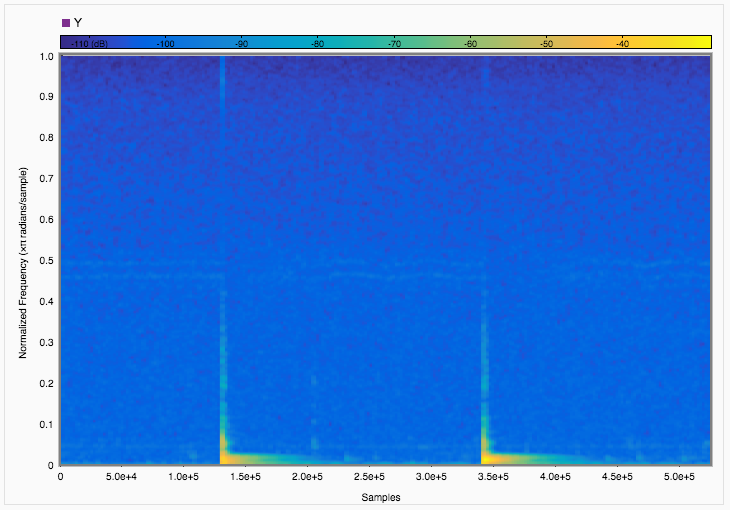 Y
-110 (dB) -100 -90 -80 -70 -60 -50 -40
1.0
0.9
0.8
0.7
0.6
0.5
0.4
0.3
0.2
0.1
0
Normalized Frequency (×π radians/sample)
0 5.0e+4 1.0e+5 1.5e+5 2.0e+5 2.5e+5 3.0e+5 3.5e+5 4.0e+5 4.5e+5 5.0e+5
Samples